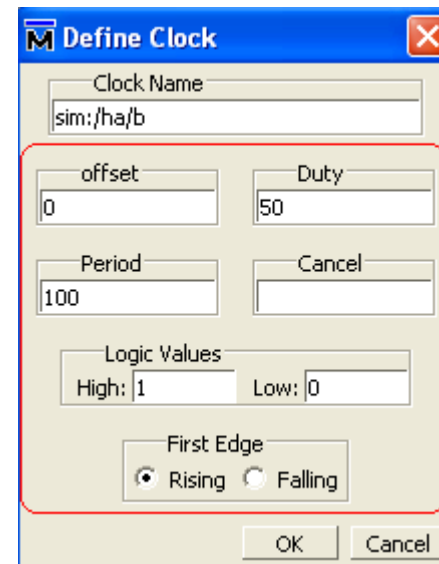 M Define Clock
Clock Name
sim:/ha/b
offset Duty
0 50
Period Cancel
100
Logic Values
High: 1 Low: 0
First Edge
Rising Falling
OK Cancel